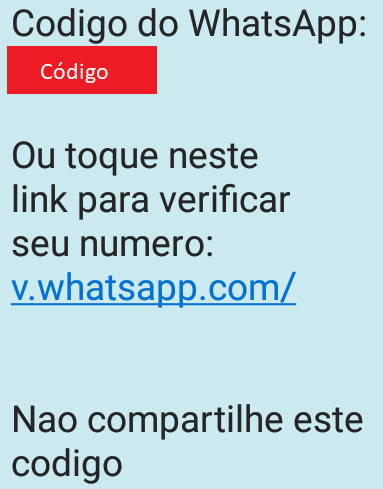 Codigo do WhatsApp:
Código
Ou toque neste
link para verificar
seu numero:
v.whatsapp.com/
Nao compartilhe este
codigo